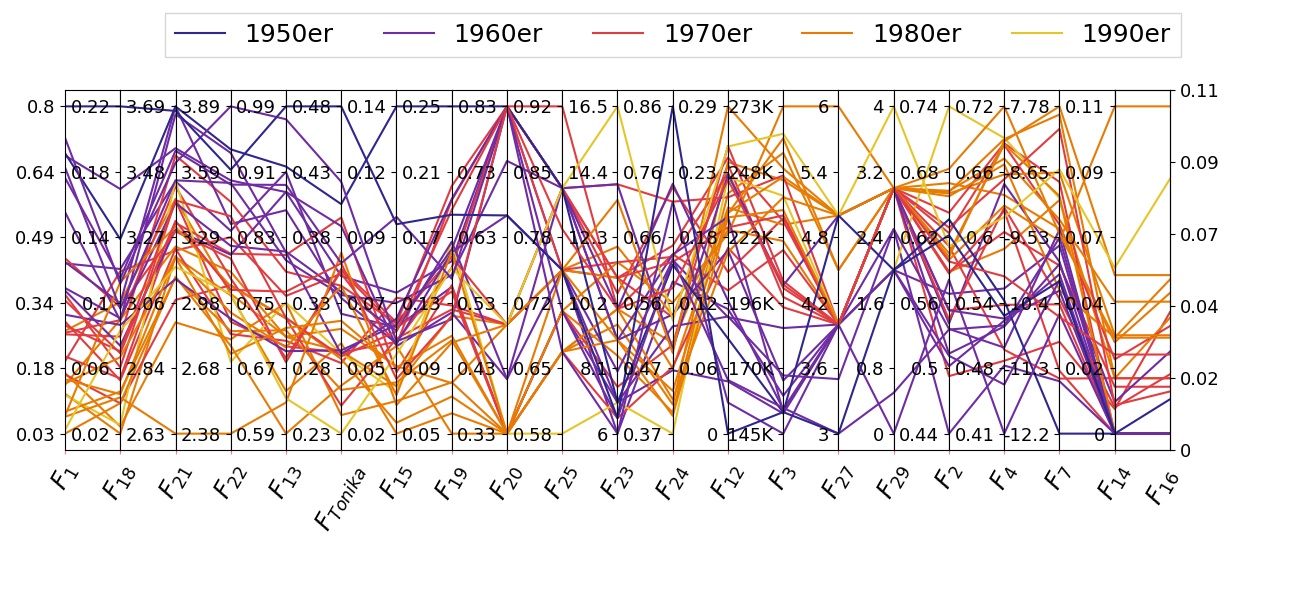 1950er 1960er 1970er 1980er 1990er
0.11
0.8 0.22 3.69 3.89 0.99 0.48 0.14 0.25 0.83 0.92 16.5 0.86 0.29 273K 6 4 0.74 0.72 -7.78 0.11
0.09
0.64 0.18 3.48 3.59 0.91 0.43 0.12 0.21 0.73 0.85 14.4 0.76 0.23 248K 5.4 3.2 0.68 0.66 -8.65 0.09
0.07
0.49 0.14 3.27 3.29 0.83 0.38 0.09 0.17 0.63 0.78 12.3 0.66 0.18 222K 4.8 2.4 0.62 0.6 -9.53 0.07
0.04
0.34 0.1 3.06 2.98 0.75 0.33 0.07 0.13 0.53 0.72 10.2 0.56 0.12 196K 4.2 1.6 0.56 0.54 -10.4 0.04
0.18 0.06 2.84 2.68 0.67 0.28 0.05 0.09 0.43 0.65 8.1 0.47 0.06 170K 3.6 0.8 0.5 0.48 -11.3 0.02
0.02
0.03 0.02 2.63 2.38 0.59 0.23 0.02 0.05 0.33 0.58 6 0.37 0 145K 3 0 0.44 0.41 -12.2 0
0
F1 F18 F21 F22 F13 FTonika F15 F19 F20 F25 F23 F24 F12 F3 F27 F29 F2 F4 F7 F14 F16